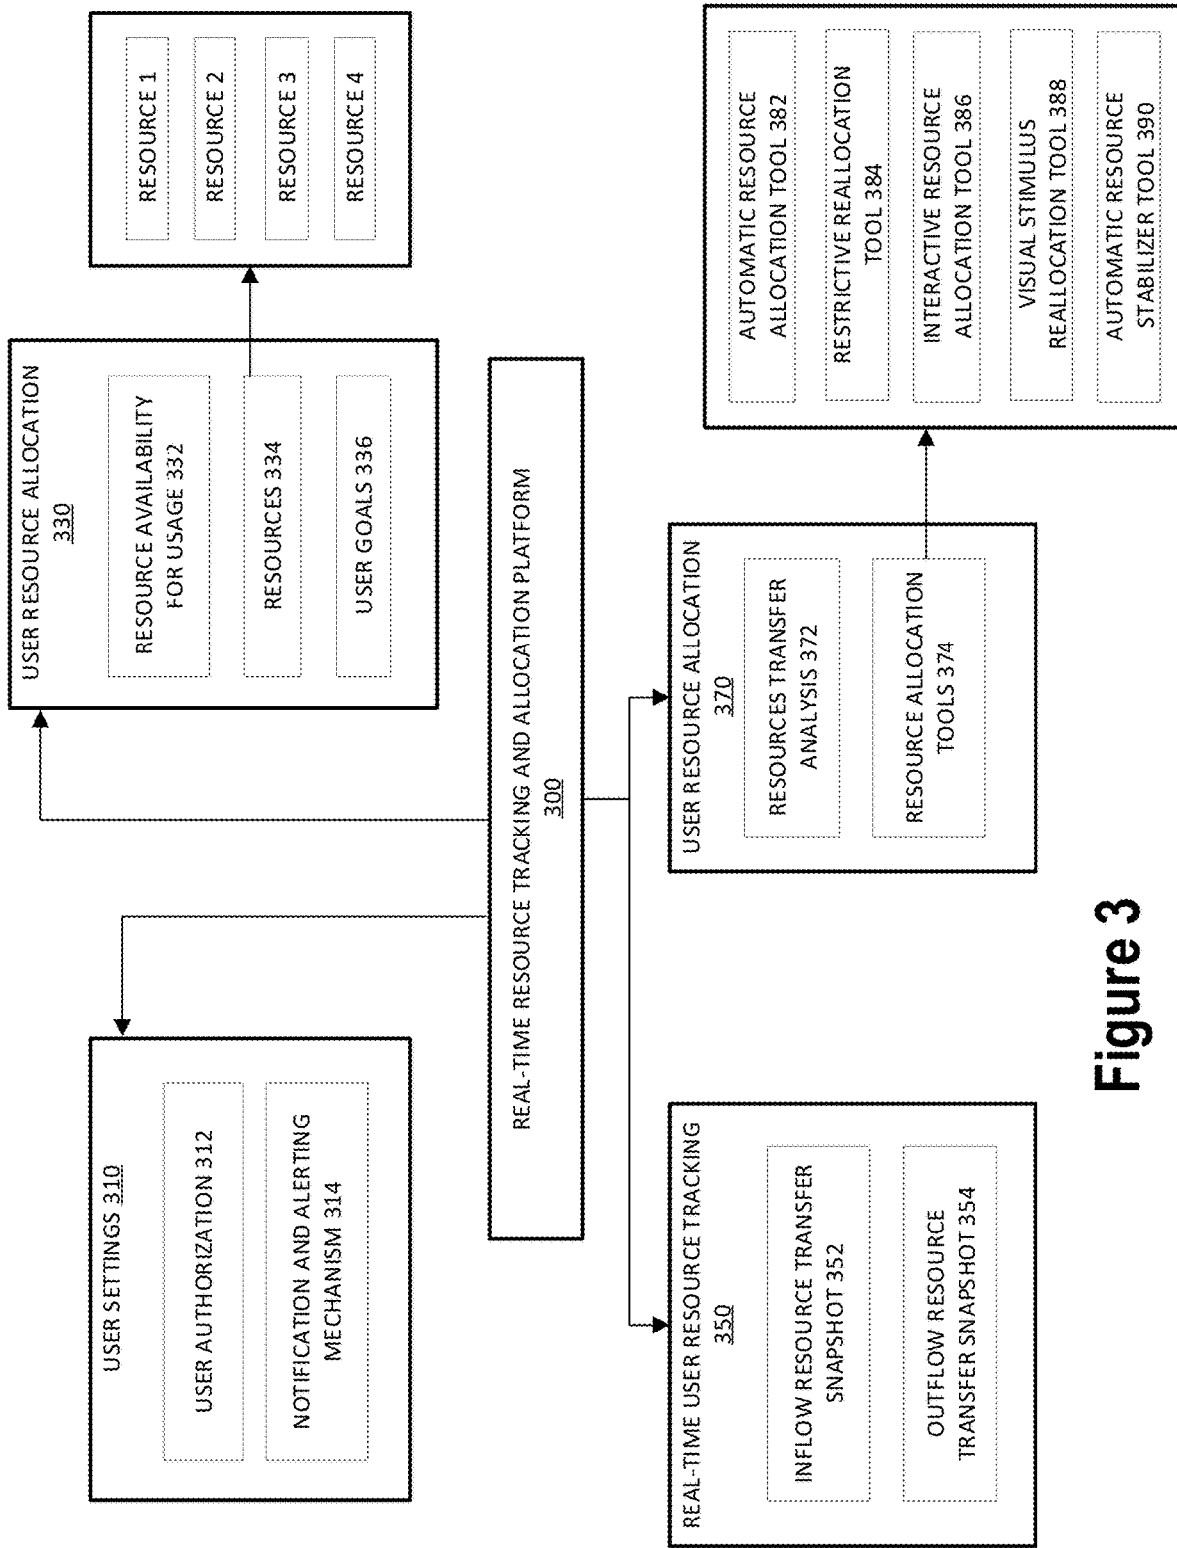 USER SETTINGS 310
USER AUTHORIZATION 312
NOTIFICATION AND ALERTING
MECHANISM 314
USER RESOURCE ALLOCATION
330
RESOURCE AVAILABILITY
FOR USAGE 332
RESOURCES 334
USER GOALS 336
RESOURCE 1
RESOURCE 2
RESOURCE 3
RESOURCE 4
REAL-TIME RESOURCE TRACKING AND ALLOCATION PLATFORM
300
REAL-TIME USER RESOURCE TRACKING
350
INFLOW RESOURCE TRANSFER
SNAPSHOT 352
OUTFLOW RESOURCE
TRANSFER SNAPSHOT 354
USER RESOURCE ALLOCATION
370
RESOURCES TRANSFER
ANALYSIS 372
RESOURCE ALLOCATION
TOOLS 374
AUTOMATIC RESOURCE
ALLOCATION TOOL 382
RESTRICTIVE REALLOCATION
TOOL 384
INTERACTIVE RESOURCE
ALLOCATION TOOL 386
VISUAL STIMULUS
REALLOCATION TOOL 388
AUTOMATIC RESOURCE
STABILIZER TOOL 390
Figure 3